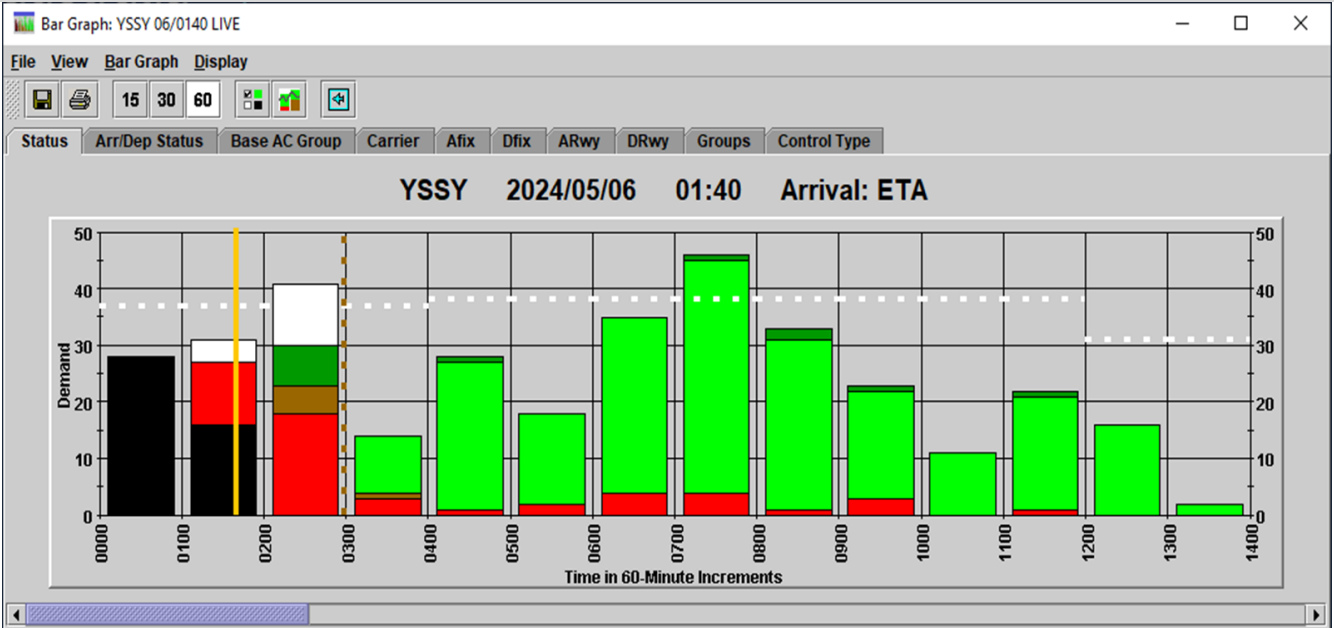 Bar Graph: YSSY 06/0140 LIVE
File View Bar Graph Display
15 30 60
Status Arr/Dep Status Base AC Group Carrier Afix Dfix ARwy DRwy Groups Control Type
YSSY 2024/05/06 01:40 Arrival: ETA
50 50
40 40
30 30
Demand
20 20
10 10
0 0
0000 0100 0200 0300 0400 0500 0600 0700 0800 0900 1000 1100 1200 1300 1400
Time in 60-Minute Increments